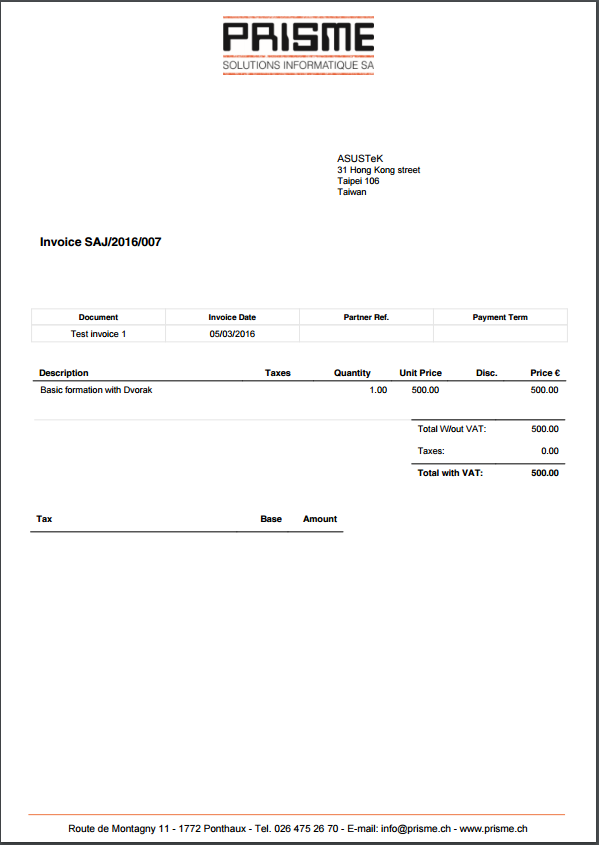 PRISME
SOLUTIONS INFORMATIQUE SA
ASUSTeK
31 Hong Kong street
Taipei 106
Taiwan
Invoice SAJ/2016/007
Document Invoice Date Partner Ref. Payment Term
Test invoice 1 05/03/2016
Description Taxes Quantity Unit Price Disc. Price €
Basic formation with Dvorak 1.00 500.00 500.00
Total W/out VAT: 500.00
Taxes: 0.00
Total with VAT: 500.00
Tax Base Amount
Route de Montagny 11 - 1772 Ponthaux - Tel. 026 475 26 70 - E-mail: info@prisme.ch - www.prisme.ch